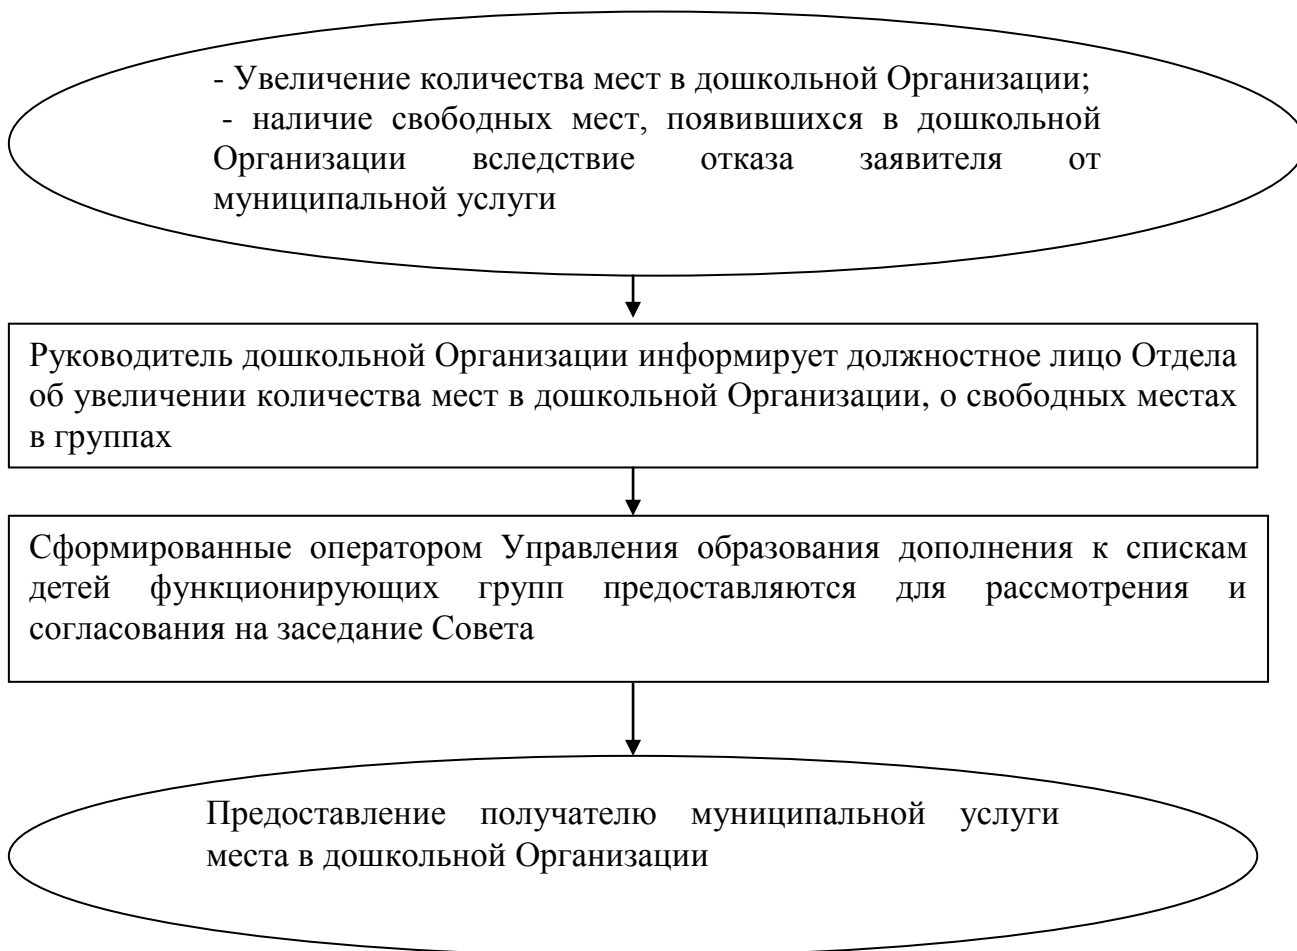 - Увеличение количества мест в дошкольной Организации;
- наличие свободных мест, появившихся в дошкольной
Организации вследствие отказа заявителя от
муниципальной услуги
Руководитель дошкольной Организации информирует должностное лицо Отдела
об увеличении количества мест в дошкольной Организации, о свободных местах
в группах
Сформированные оператором Управления образования дополнения к спискам
детей функционирующих групп предоставляются для рассмотрения и
согласования на заседание Совета
Предоставление получателю муниципальной услуги
места в дошкольной Организации